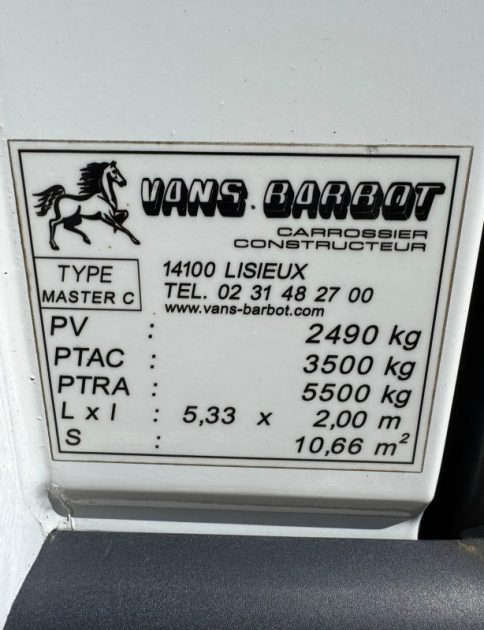 VANS BARBOT
CARROSSIER
CONSTRUCTEUR
TYPE
MASTER C
14100 LISIEUX
TEL. 02 31 48 27 00
www.vans-barbot.com
PV : 2490 kg
PTAC : 3500 kg
PTRA : 5500 kg
L x l : 5,33 x 2,00 m
S : 10,66 m²